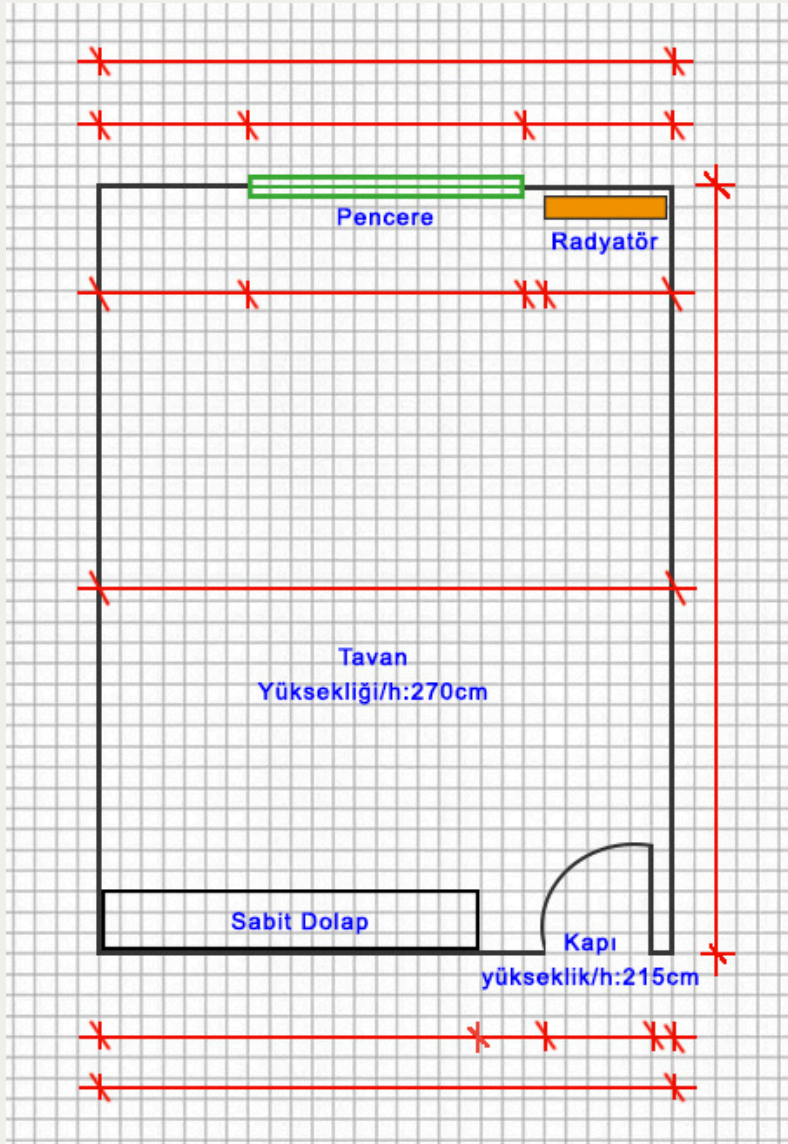 Pencere
Radyatör
Tavan
Yüksekliği/h:270cm
Sabit Dolap
Kapı
yükseklik/h:215cm